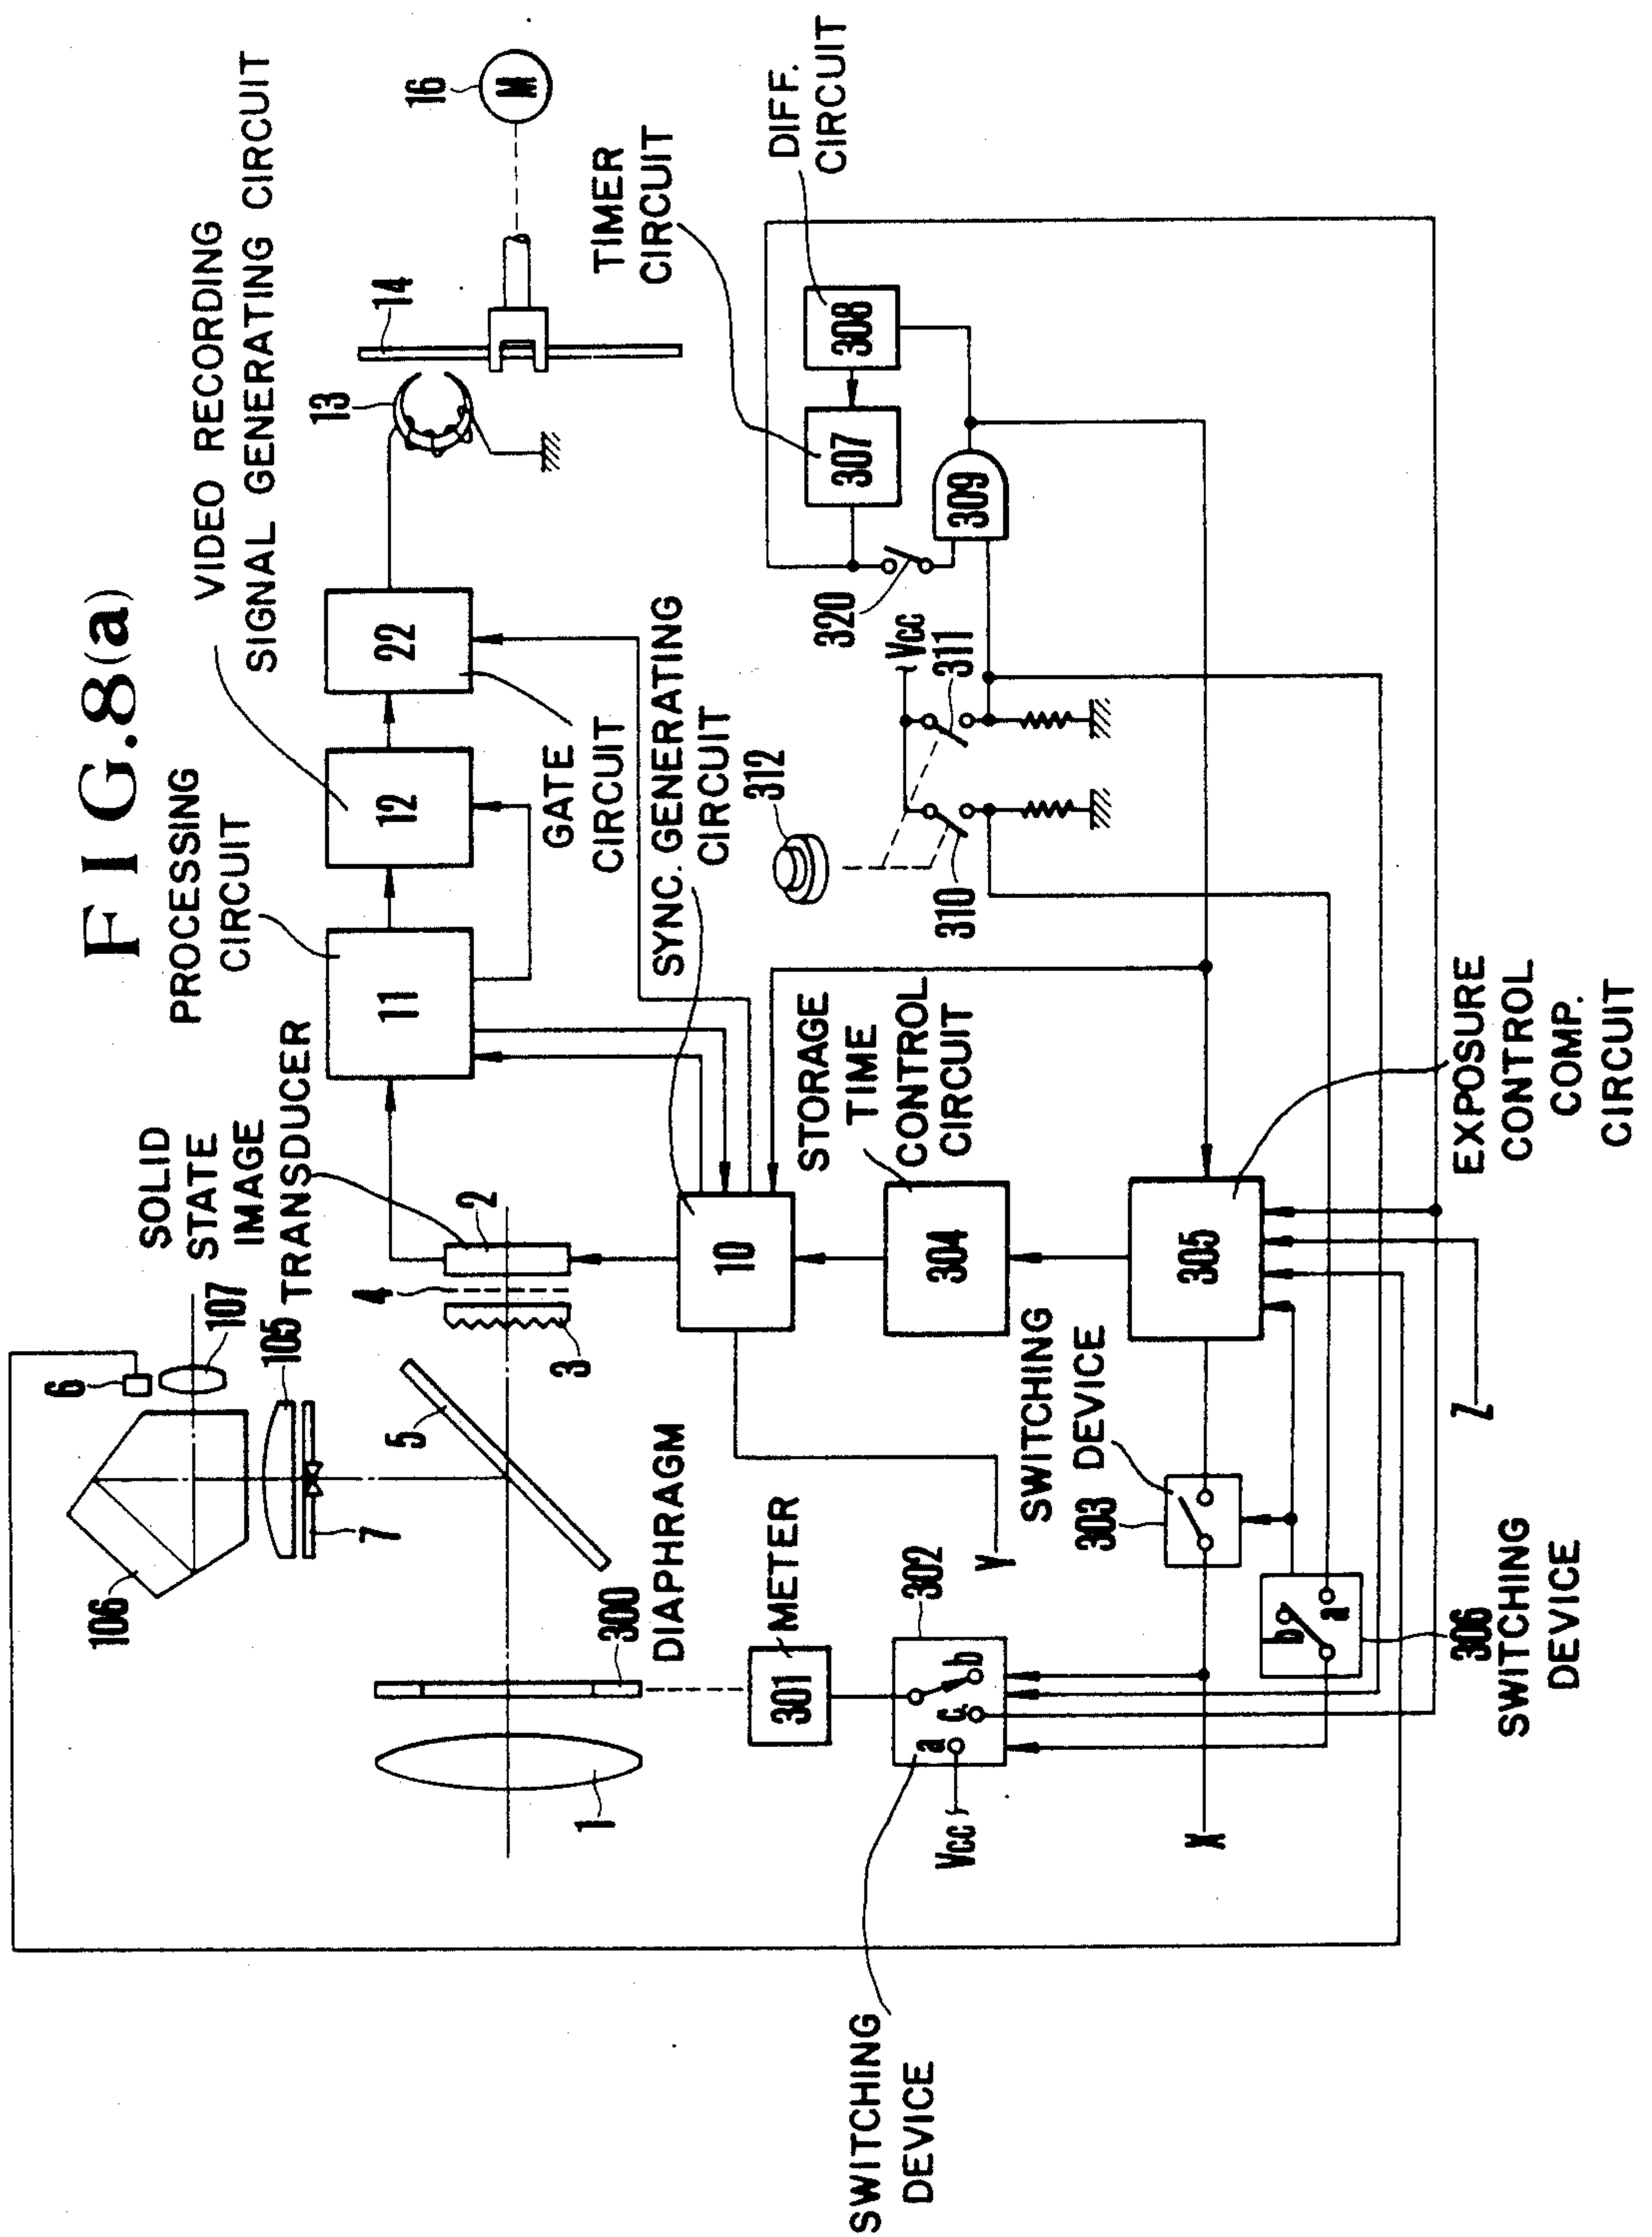 FIG.8(a)
VIDEO RECORDING
SIGNAL GENERATING CIRCUIT
PROCESSING
CIRCUIT
SOLID
STATE
IMAGE
TRANSDUCER
106
6
107
105
7
5
4
3
2
11
12
22
13
14
16
M
GATE
CIRCUIT
SYNC. GENERATING
CIRCUIT
TIMER
CIRCUIT
DIFF.
CIRCUIT
1
300
DIAPHRAGM
301
METER
10
STORAGE
TIME
CONTROL
CIRCUIT
304
312
310
311
Vcc
320
307
308
309
SWITCHING
DEVICE
302
a
c
b
Vcc
Y
SWITCHING
DEVICE
303
305
X
b
a
306
SWITCHING
DEVICE
Z
EXPOSURE
CONTROL
COMP.
CIRCUIT